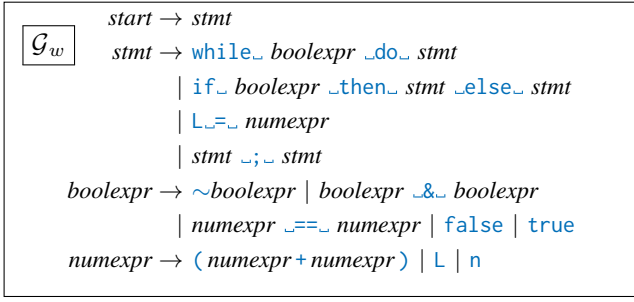 start → stmt
𝒢w stmt → while␣ boolexpr ␣do␣ stmt
| if␣ boolexpr ␣then␣ stmt ␣else␣ stmt
| L␣=␣ numexpr
| stmt ␣;␣ stmt
boolexpr → ∼boolexpr | boolexpr ␣&␣ boolexpr
| numexpr ␣==␣ numexpr | false | true
numexpr → (numexpr+numexpr) | L | n